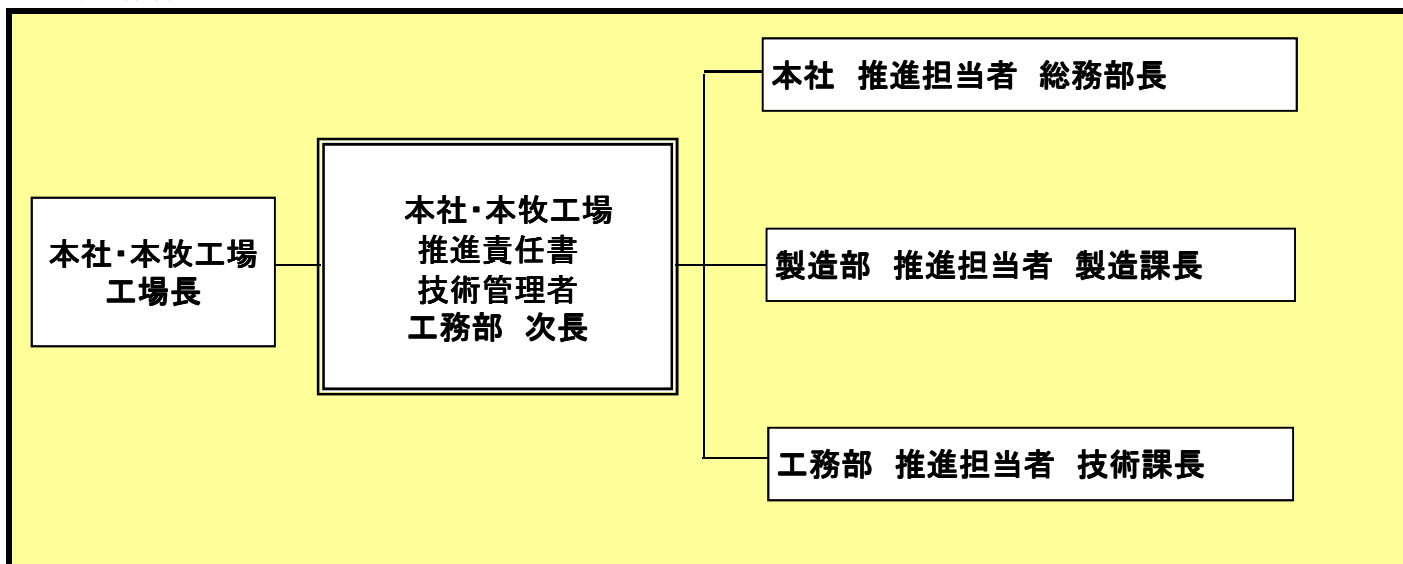 本社・本牧工場
工場長
本社・本牧工場
推進責任書
技術管理者
工務部　次長
本社　推進担当者　総務部長
製造部　推進担当者　製造課長
工務部　推進担当者　技術課長